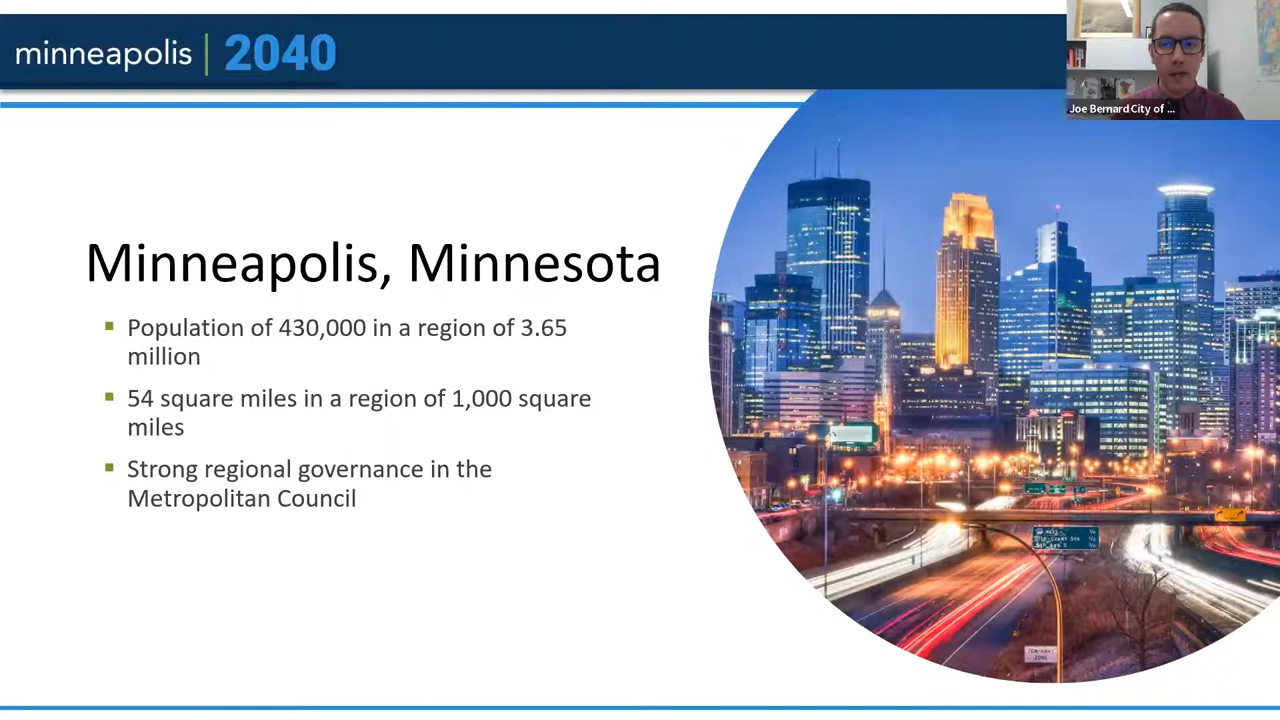 minneapolis | 2040
Joe Bernard City of ...
Minneapolis, Minnesota
Population of 430,000 in a region of 3.65
million
54 square miles in a region of 1,000 square
miles
Strong regional governance in the
Metropolitan Council